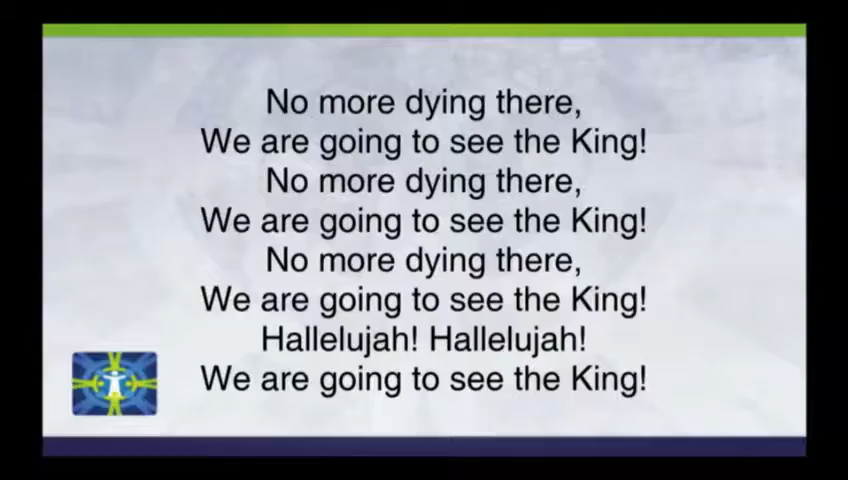 No more dying there,
We are going to see the King!
No more dying there,
We are going to see the King!
No more dying there,
We are going to see the King!
Hallelujah! Hallelujah!
We are going to see the King!